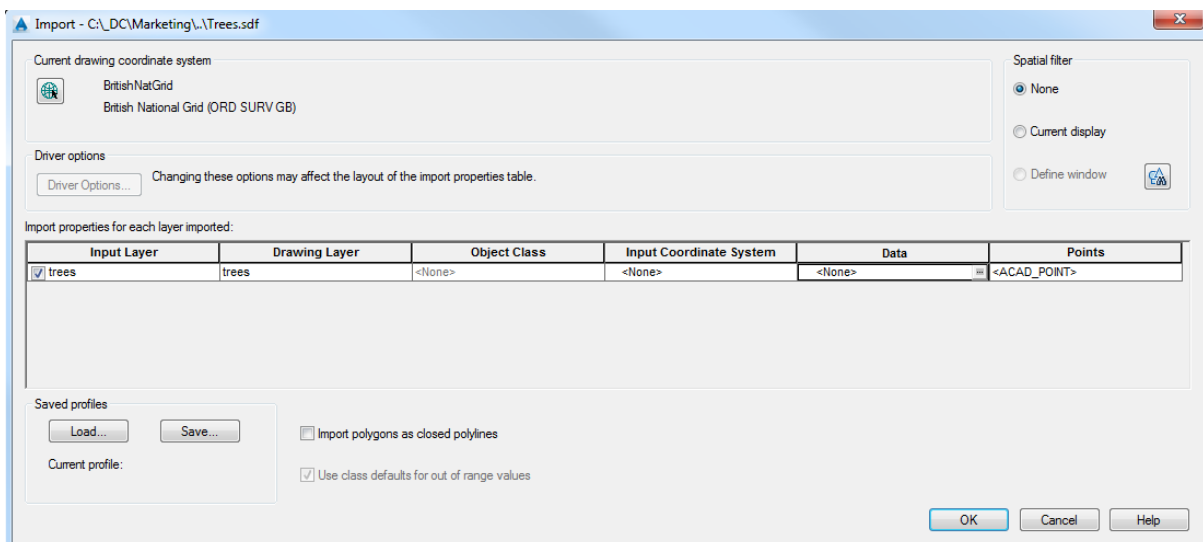 Import - C:\_DC\Marketing\..\Trees.sdf
Current drawing coordinate system
BritishNatGrid
British National Grid (ORD SURV GB)
Spatial filter
None
Current display
Define window
Driver options
Driver Options...
Changing these options may affect the layout of the import properties table.
Import properties for each layer imported:
Input Layer Drawing Layer Object Class Input Coordinate System Data Points
trees trees <None> <None> <None> ... <ACAD_POINT>
Saved profiles
Load... Save...
Current profile:
Import polygons as closed polylines
Use class defaults for out of range values
OK Cancel Help